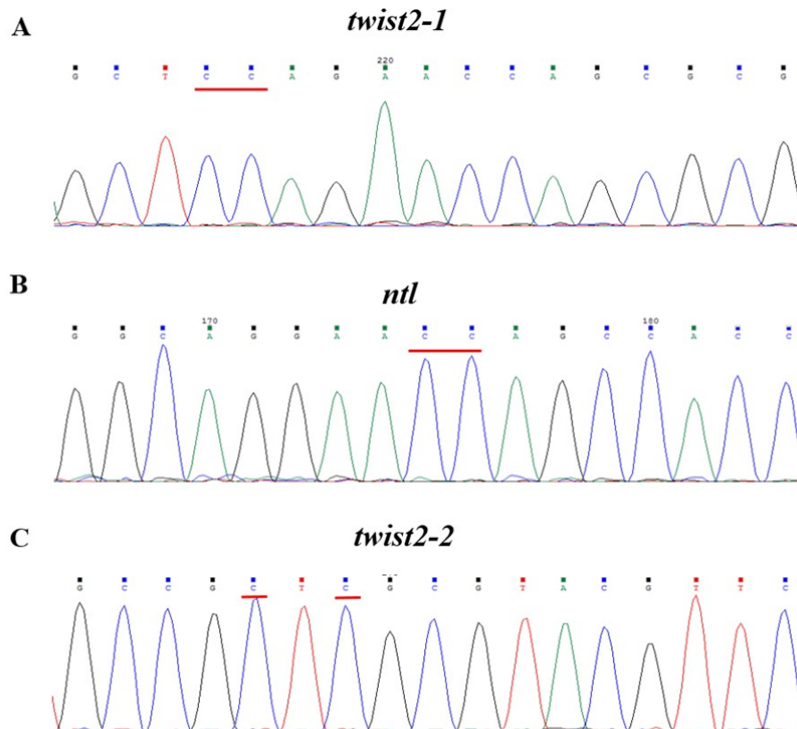 A
twist2-1
220
G C T C C A G A A C C A G C G C G
B
ntl
170 180
G G C A G G A A C C A G C C A C C
C
twist2-2
G C C G C T C G C G T A C G T T C